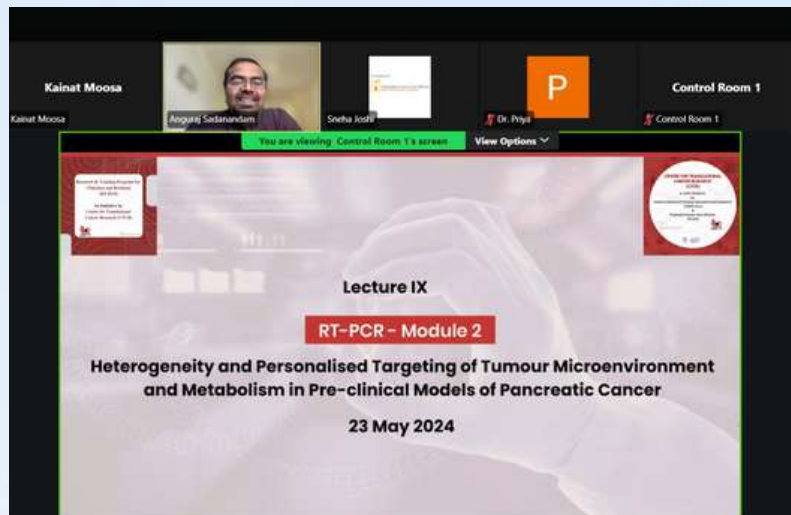 Kainat Moosa
Control Room 1
P
Kainat Moosa
Anguraj Sadanandam
Sneha Joshi
Dr. Priya
Control Room 1
You are viewing Control Room 1's screen
View Options
Lecture IX
RT-PCR - Module 2
Heterogeneity and Personalised Targeting of Tumour Microenvironment
and Metabolism in Pre-clinical Models of Pancreatic Cancer
23 May 2024